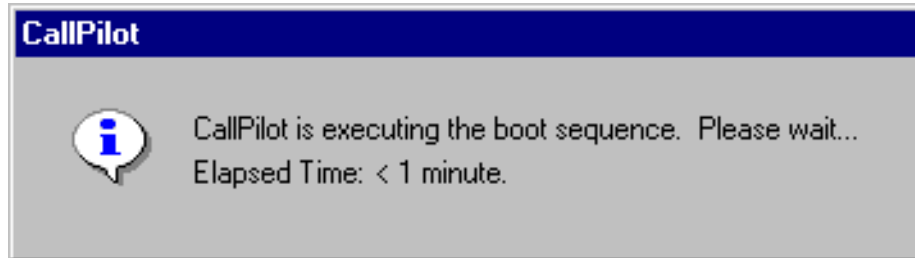 CallPilot
CallPilot is executing the boot sequence.  Please wait...
Elapsed Time: < 1 minute.